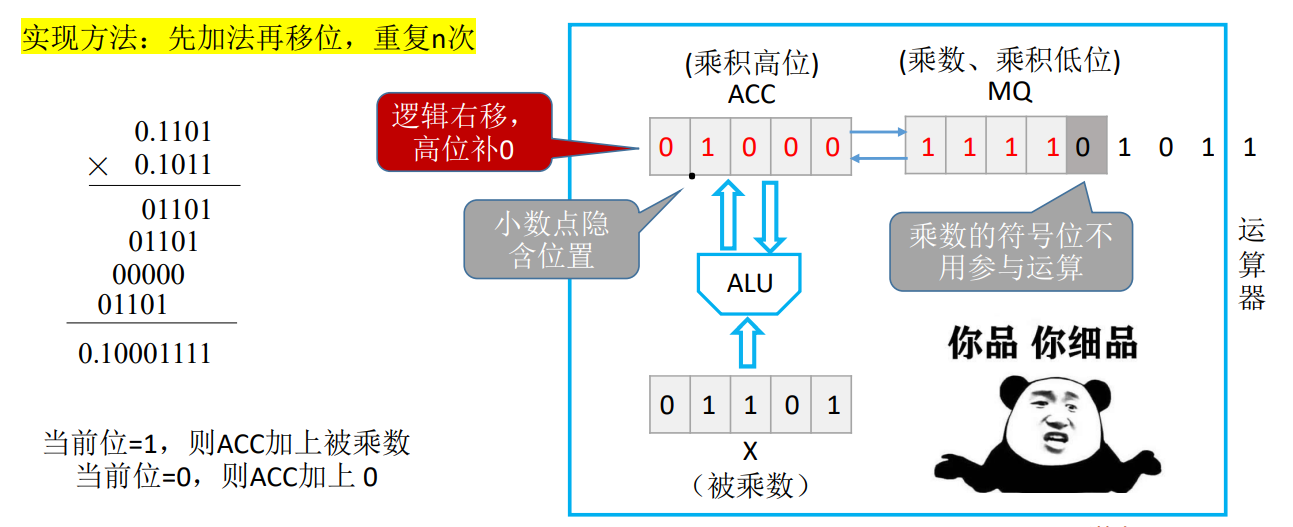 实现方法：先加法再移位，重复n次
0.1101
× 0.1011
01101
01101
00000
01101
0.10001111
当前位=1，则ACC加上被乘数
当前位=0，则ACC加上 0
(乘积高位)
ACC
(乘数、乘积低位)
MQ
逻辑右移，
高位补0
0 1 0 0 0
1 1 1 1 0 1 0 1 1
小数点隐
含位置
乘数的符号位不
用参与运算
ALU
运
算
器
你品 你细品
0 1 1 0 1
X
（被乘数）